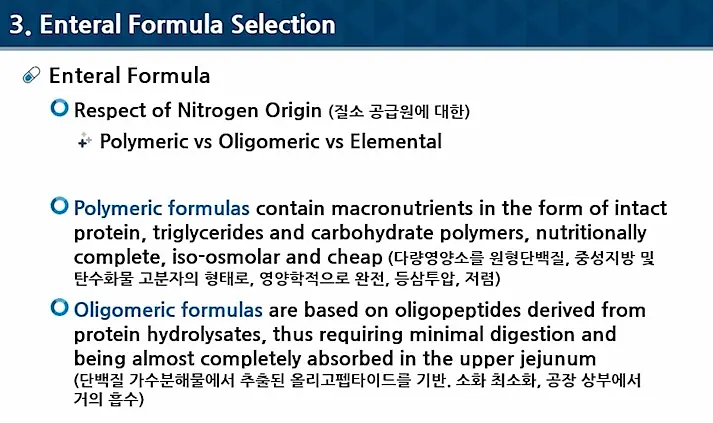 3. Enteral Formula Selection
Enteral Formula
Respect of Nitrogen Origin (질소 공급원에 대한)
Polymeric vs Oligomeric vs Elemental
Polymeric formulas contain macronutrients in the form of intact
protein, triglycerides and carbohydrate polymers, nutritionally
complete, iso-osmolar and cheap (다량영양소를 원형단백질, 중성지방 및
탄수화물 고분자의 형태로, 영양학적으로 완전, 등삼투압, 저렴)
Oligomeric formulas are based on oligopeptides derived from
protein hydrolysates, thus requiring minimal digestion and
being almost completely absorbed in the upper jejunum
(단백질 가수분해물에서 추출된 올리고펩타이드를 기반. 소화 최소화, 공장 상부에서
거의 흡수)